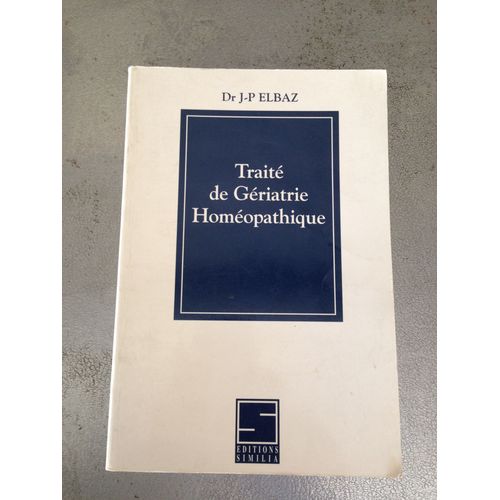 Dr J-P ELBAZ
Traité
de Gériatrie
Homéopathique
EDITIONS
SIMILIA